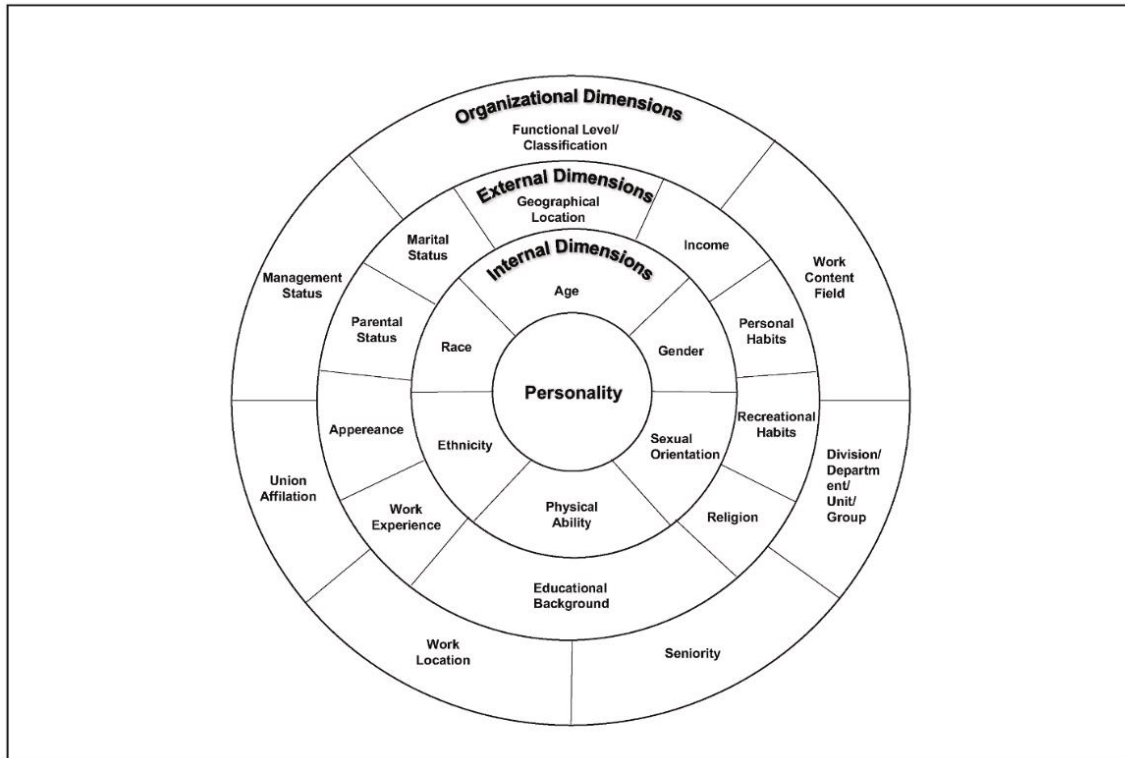 Organizational Dimensions
Functional Level/
Classification
External Dimensions
Geographical
Location
Marital
Status
Income
Internal Dimensions
Age
Management
Status
Work
Content
Field
Parental
Status
Personal
Habits
Race
Gender
Personality
Appereance
Ethnicity
Sexual
Orientation
Recreational
Habits
Union
Affilation
Division/
Departm
ent/
Unit/
Group
Work
Experience
Physical
Ability
Religion
Educational
Background
Work
Location
Seniority